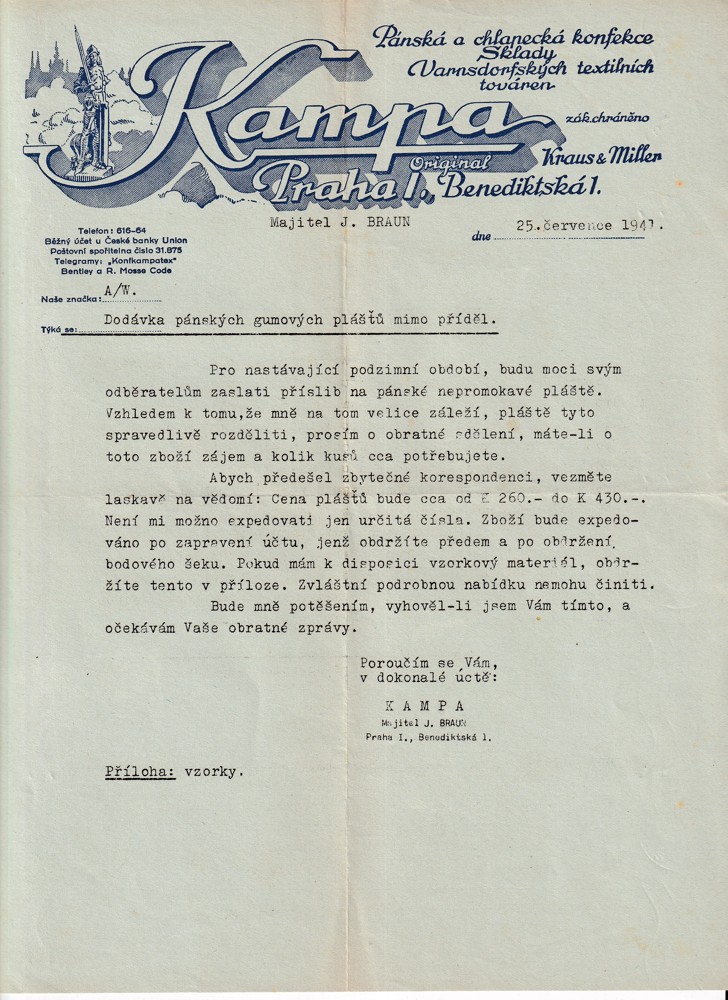 Pánská a chlapecká konfekce
Sklady
Varnsdorfských textilních
továren
Kampa
zák. chráněno
Original
Kraus & Miller
Praha I., Benediktská 1.
Majitel J. BRAUN
dne 25. července 1941.
Telefon: 616-64
Běžný účet u České banky Union
Poštovní spořitelna číslo 31.875
Telegramy: „Konfkampatex"
Bentley a R. Mosse Code
Naše značka: A/W.
Týká se: Dodávka pánských gumových plášťů mimo příděl.
Pro nastávající podzimní období, budu moci svým
odběratelům zaslati příslib na pánské nepromokavé pláště.
Vzhledem k tomu,že mně na tom velice záleží, pláště tyto
spravedlivě rozděliti, prosím o obratné sdělení, máte-li o
toto zboží zájem a kolik kusů cca potřebujete.
Abych předešel zbytečné korespondenci, vezměte
laskavě na vědomí: Cena plášťů bude cca od K 260.- do K 430.-.
Není mi možno expedovati jen určitá čísla. Zboží bude expedo-
váno po zapravení účtu, jenž obdržíte předem a po obdržení
bodového šeku. Pokud mám k disposici vzorkový materiál, obdr-
žíte tento v příloze. Zvláštní podrobnou nabídku nemohu činiti.
Bude mně potěšením, vyhověl-li jsem Vám tímto, a
očekávám Vaše obratné zprávy.
Poroučím se Vám,
v dokonalé úctě:
K A M P A
Majitel J. BRAUN
Praha I., Benediktská 1.
Příloha: vzorky.